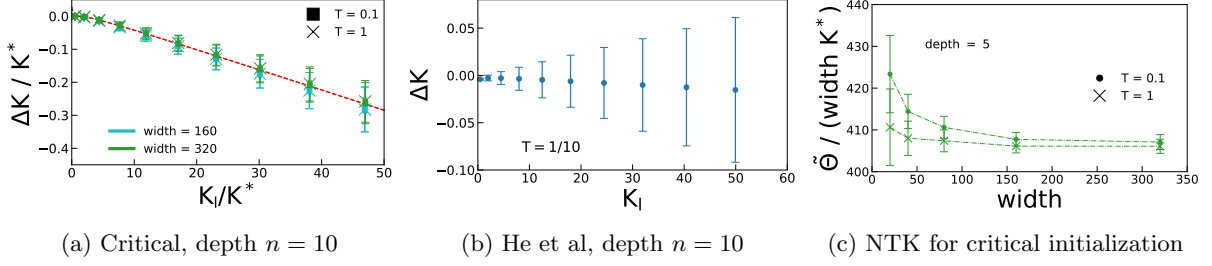 0.0
−0.1
−0.2
−0.3
−0.4
ΔK / K*
T = 0.1
T = 1
width = 160
width = 320
0 10 20 30 40 50
K_l/K*
0.10
0.05
0.00
−0.05
−0.10
ΔK
T = 1/10
0 10 20 30 40 50 60
K_l
440
430
420
410
400
Θ̃ / (width K*)
depth = 5
T = 0.1
T = 1
0 50 100 150 200 250 300 350
width
(a) Critical, depth n = 10
(b) He et al, depth n = 10
(c) NTK for critical initialization